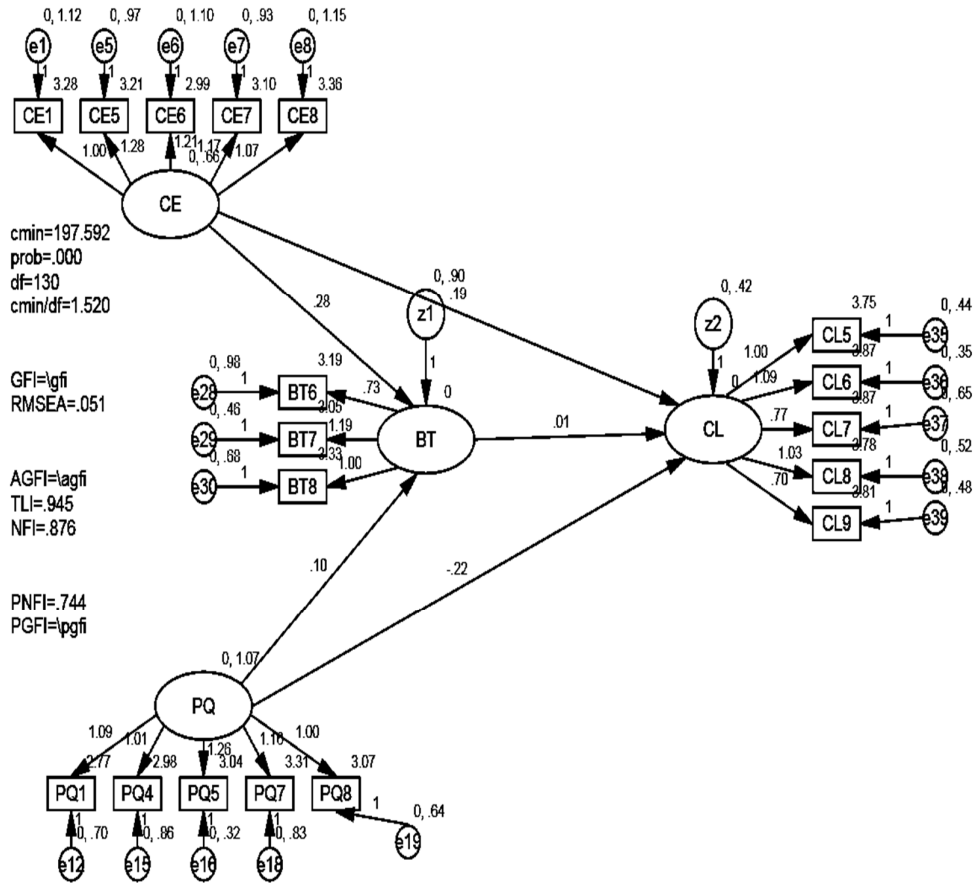 0, 1.12 0, .97 0, 1.10 0, .93 0, 1.15
e1 e5 e6 e7 e8
1 1 1 1 1
3.28 3.21 2.99 3.10 3.36
CE1 CE5 CE6 CE7 CE8
1.00 1.28 1.21 1.17 1.07
0, .66
CE
cmin=197.592
prob=.000
df=130
cmin/df=1.520
.28
0, .90
.19
z1
1
0, .42
z2
1
GFI=\gfi
RMSEA=.051
AGFI=\agfi
TLI=.945
NFI=.876
PNFI=.744
PGFI=\pgfi
0, .98
e28 1 BT6 3.19 .73
0, .46
e29 1 BT7 3.05 1.19
0, .68
e30 1 BT8 3.33 1.00
0
BT
.01
0
CL
3.75 0, .44
1.00 CL5 1 e35
3.87 0, .35
1.09 CL6 1 e36
3.87 0, .65
.77 CL7 1 e37
3.78 0, .52
1.03 CL8 1 e38
3.81 0, .48
.70 CL9 1 e39
.10
-.22
0, 1.07
PQ
1.09 1.01 1.26 1.16 1.00
2.77 2.98 3.04 3.31 3.07
PQ1 PQ4 PQ5 PQ7 PQ8
1 1 1 1 1
0, .70 0, .86 0, .32 0, .83 0, .64
e12 e15 e16 e18 e19